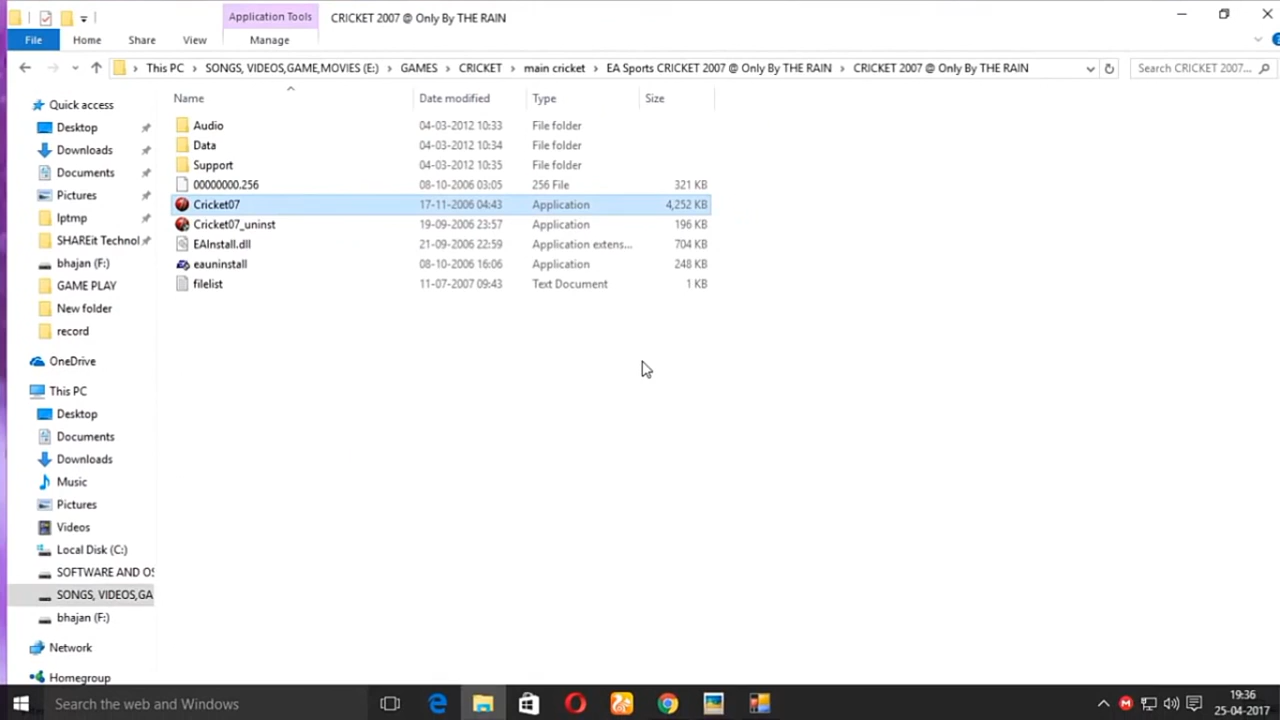 Application Tools
CRICKET 2007 @ Only By THE RAIN
File
Home
Share
View
Manage
This PC
SONGS, VIDEOS,GAME,MOVIES (E:)
GAMES
CRICKET
main cricket
EA Sports CRICKET 2007 @ Only By THE RAIN
CRICKET 2007 @ Only By THE RAIN
Search CRICKET 2007...
Name
Date modified
Type
Size
Audio 04-03-2012 10:33 File folder
Data 04-03-2012 10:34 File folder
Support 04-03-2012 10:35 File folder
00000000.256 08-10-2006 03:05 256 File 321 KB
Cricket07 17-11-2006 04:43 Application 4,252 KB
Cricket07_uninst 19-09-2006 23:57 Application 196 KB
EAInstall.dll 21-09-2006 22:59 Application extens... 704 KB
eauninstall 08-10-2006 16:06 Application 248 KB
filelist 11-07-2007 09:43 Text Document 1 KB
Quick access
Desktop
Downloads
Documents
Pictures
SHAREit Technol
bhajan (F:)
GAME PLAY
New folder
record
OneDrive
This PC
Desktop
Documents
Downloads
Music
Pictures
Videos
Local Disk (C:)
SOFTWARE AND OS
SONGS, VIDEOS,GA
bhajan (F:)
Network
Homegroup
Search the web and Windows
19:36
25-04-2017